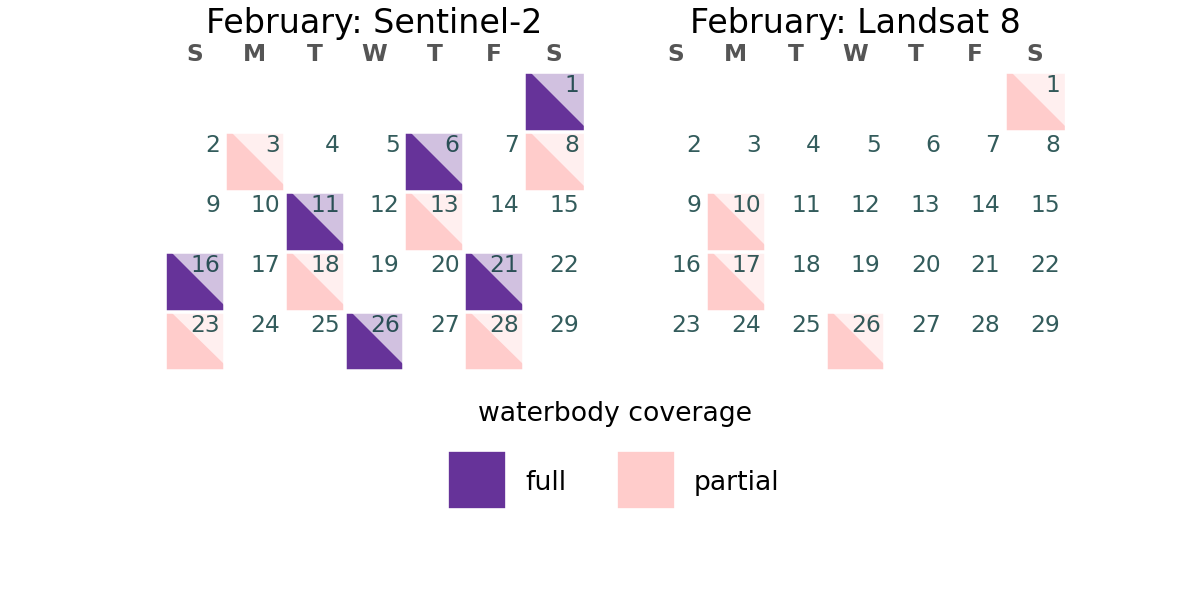 February: Sentinel-2
S M T W T F S
1
2 3 4 5 6 7 8
9 10 11 12 13 14 15
16 17 18 19 20 21 22
23 24 25 26 27 28 29
February: Landsat 8
S M T W T F S
1
2 3 4 5 6 7 8
9 10 11 12 13 14 15
16 17 18 19 20 21 22
23 24 25 26 27 28 29
waterbody coverage
full partial